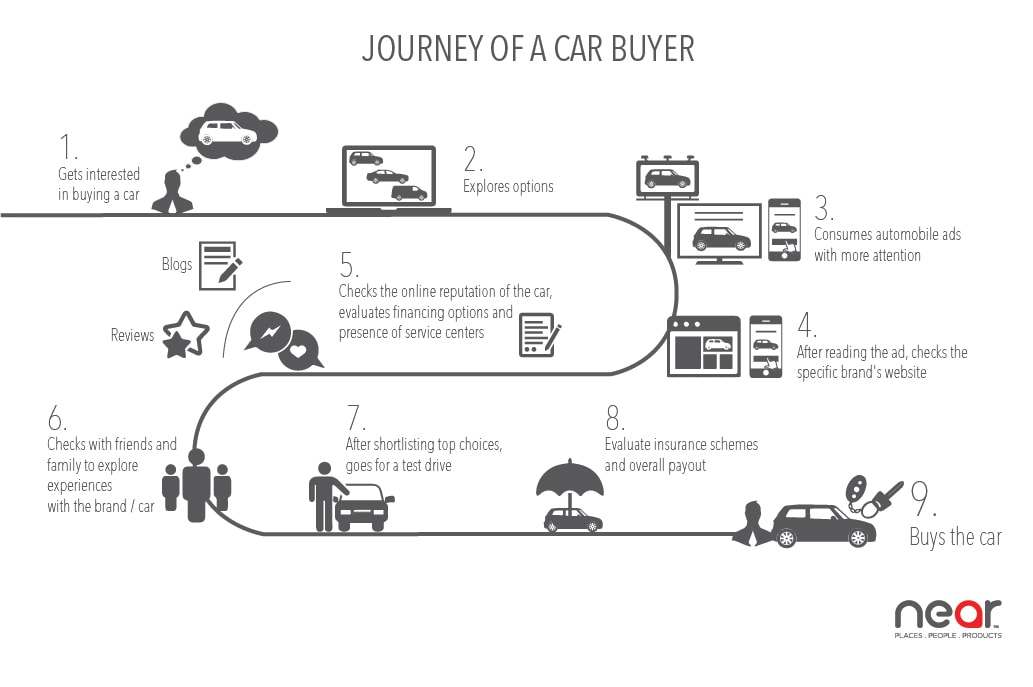 JOURNEY OF A CAR BUYER
1.
Gets interested
in buying a car
2.
Explores options
3.
Consumes automobile ads
with more attention
4.
After reading the ad, checks the
specific brand's website
5.
Checks the online reputation of the car,
evaluates financing options and
presence of service centers
Blogs
Reviews
6.
Checks with friends and
family to explore
experiences
with the brand / car
7.
After shortlisting top choices,
goes for a test drive
8.
Evaluate insurance schemes
and overall payout
9.
Buys the car
near™
PLACES . PEOPLE . PRODUCTS